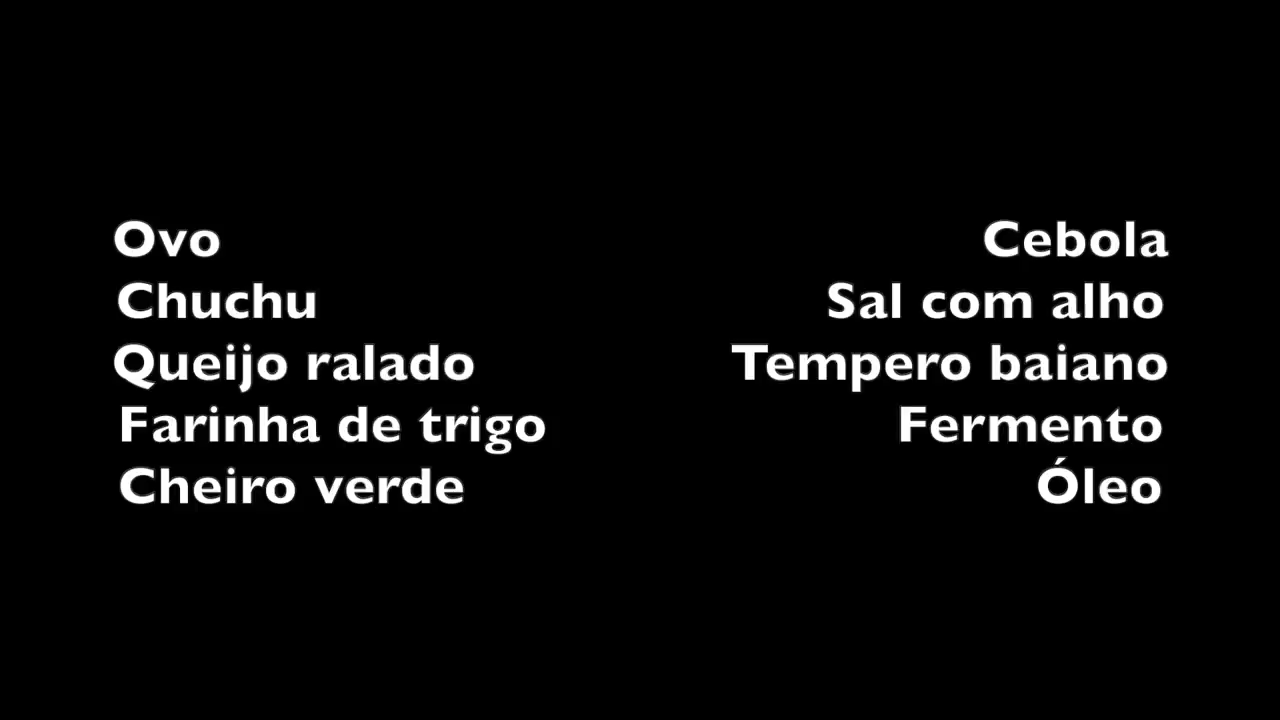 Ovo
Chuchu
Queijo ralado
Farinha de trigo
Cheiro verde
Cebola
Sal com alho
Tempero baiano
Fermento
Óleo